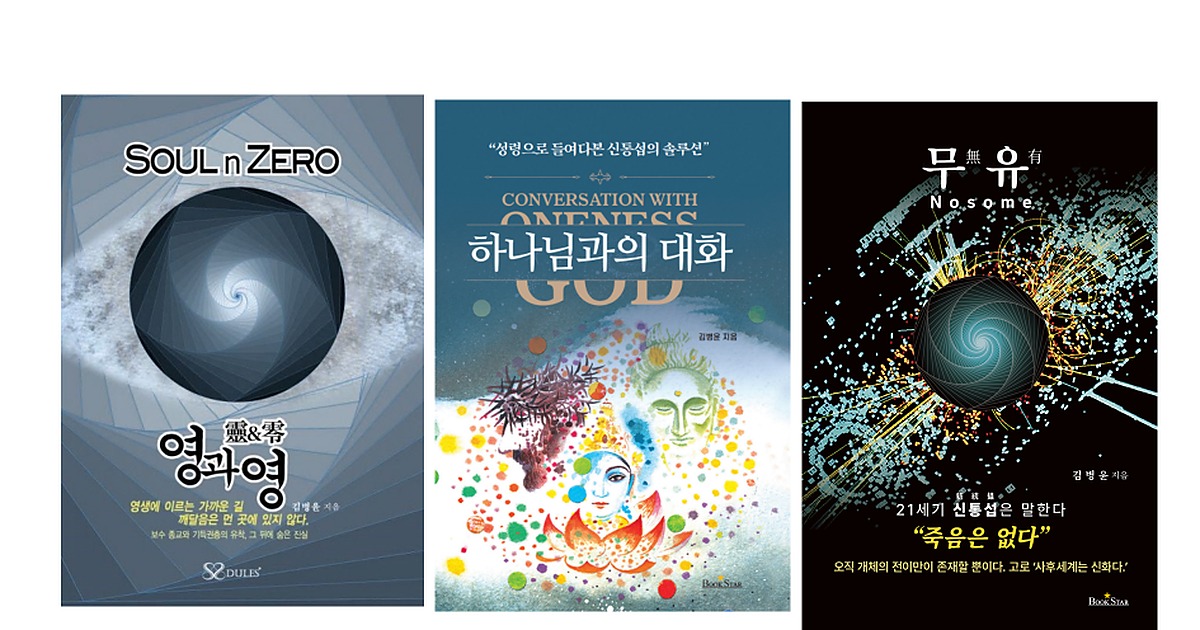 SOUL n ZERO
靈&零
영과영
영생에 이르는 가까운 길
깨달음은 먼 곳에 있지 않다.
김병윤 지음
보수 종교와 기득권층의 유착, 그 뒤에 숨은 진실
DULES
“성령으로 들여다본 신통섭의 솔루션”
CONVERSATION WITH
ONENESS
하나님과의 대화
GOD
김병윤 지음
BOOK STAR
무無유有
Nosome
김병윤 지음
21세기 신통섭은 말한다
“죽음은 없다”
오직 개체의 전이만이 존재할 뿐이다. 고로 ‘사후세계는 신화다.’
BOOK STAR